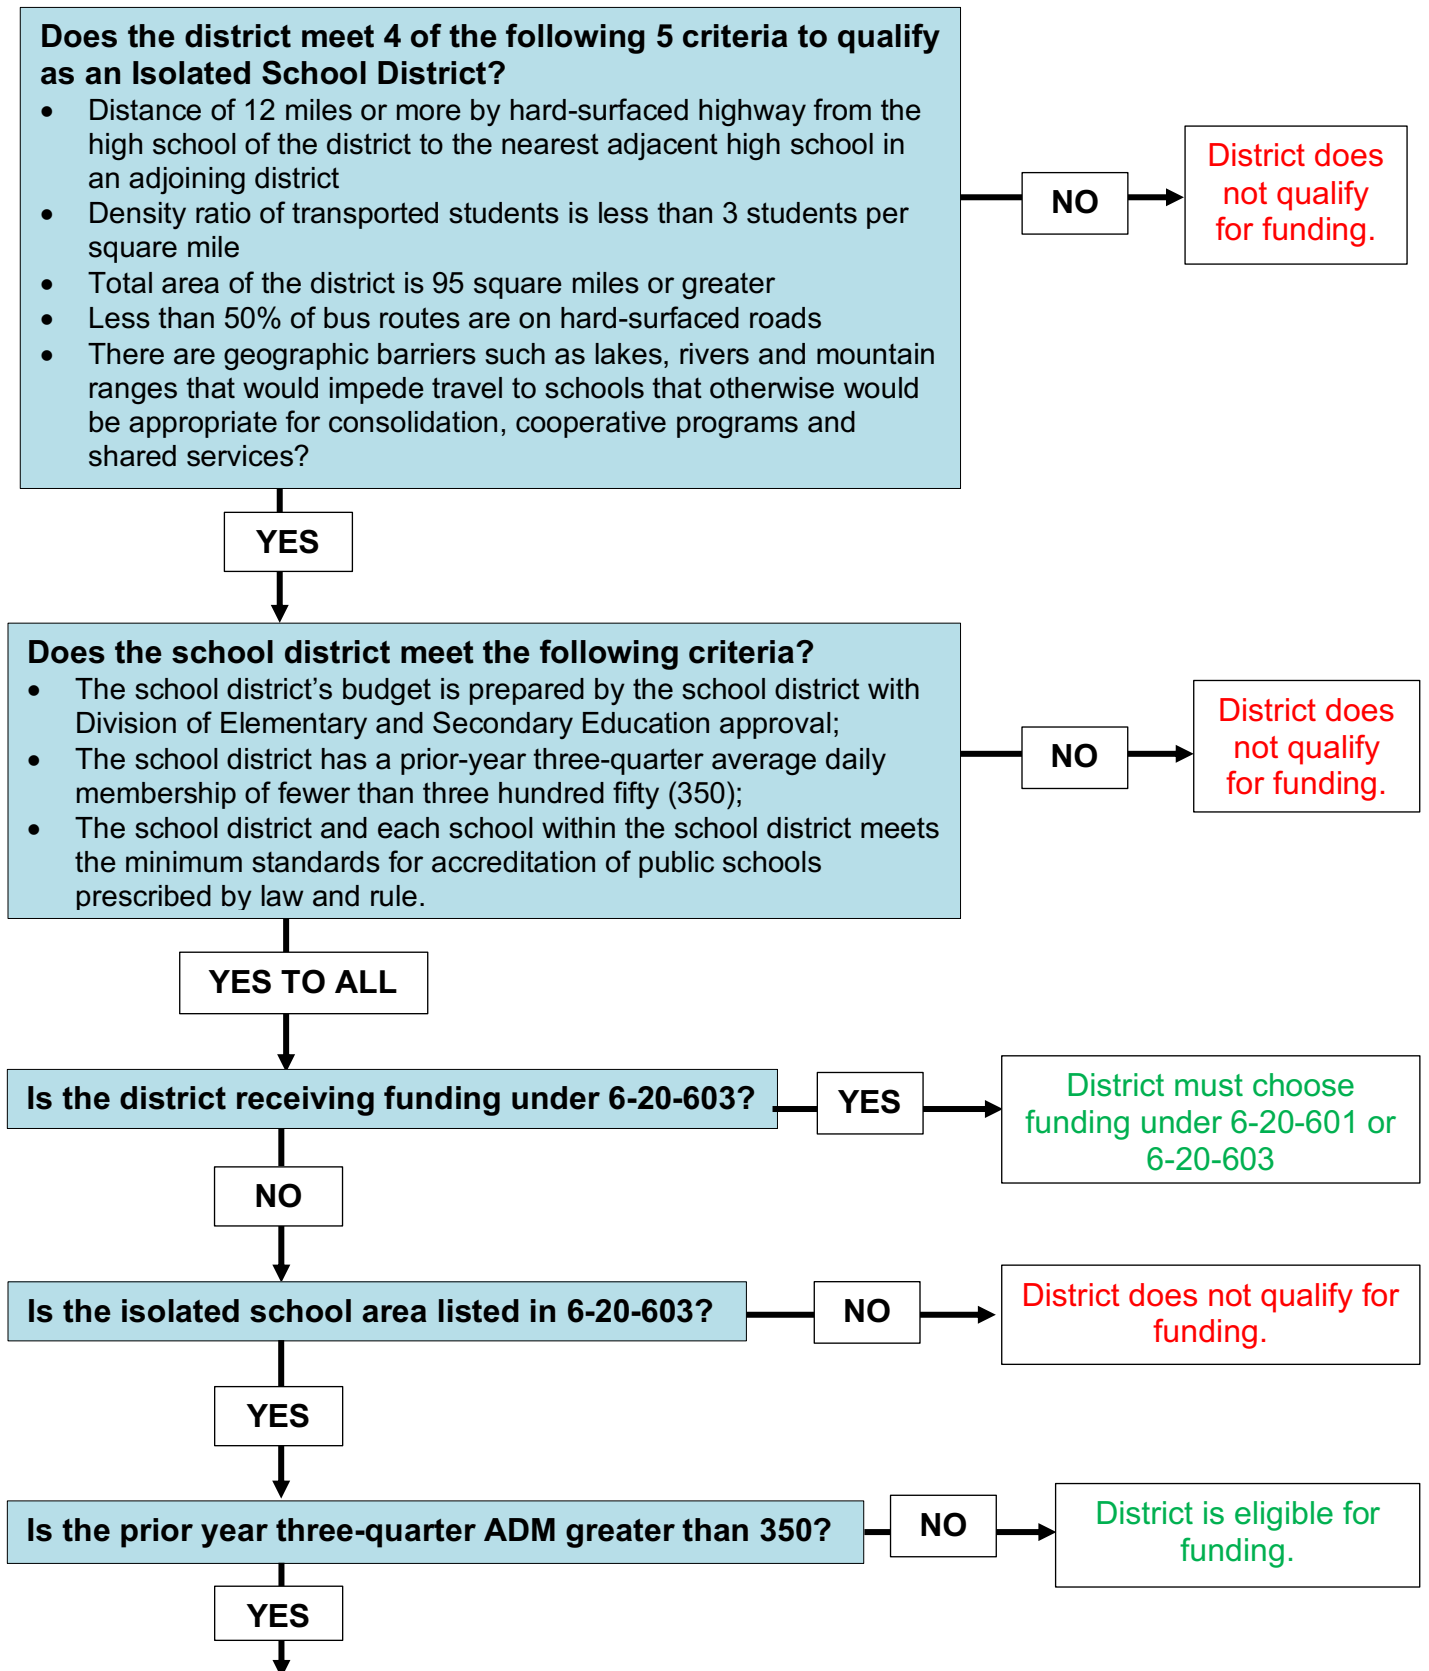 Does the district meet 4 of the following 5 criteria to qualify
as an Isolated School District?
• Distance of 12 miles or more by hard-surfaced highway from the
high school of the district to the nearest adjacent high school in
an adjoining district
• Density ratio of transported students is less than 3 students per
square mile
• Total area of the district is 95 square miles or greater
• Less than 50% of bus routes are on hard-surfaced roads
• There are geographic barriers such as lakes, rivers and mountain
ranges that would impede travel to schools that otherwise would
be appropriate for consolidation, cooperative programs and
shared services?
NO
District does
not qualify
for funding.
YES
Does the school district meet the following criteria?
• The school district’s budget is prepared by the school district with
Division of Elementary and Secondary Education approval;
• The school district has a prior-year three-quarter average daily
membership of fewer than three hundred fifty (350);
• The school district and each school within the school district meets
the minimum standards for accreditation of public schools
prescribed by law and rule.
NO
District does
not qualify
for funding.
YES TO ALL
Is the district receiving funding under 6-20-603?
YES
District must choose
funding under 6-20-601 or
6-20-603
NO
Is the isolated school area listed in 6-20-603?
NO
District does not qualify for
funding.
YES
Is the prior year three-quarter ADM greater than 350?
NO
District is eligible for
funding.
YES